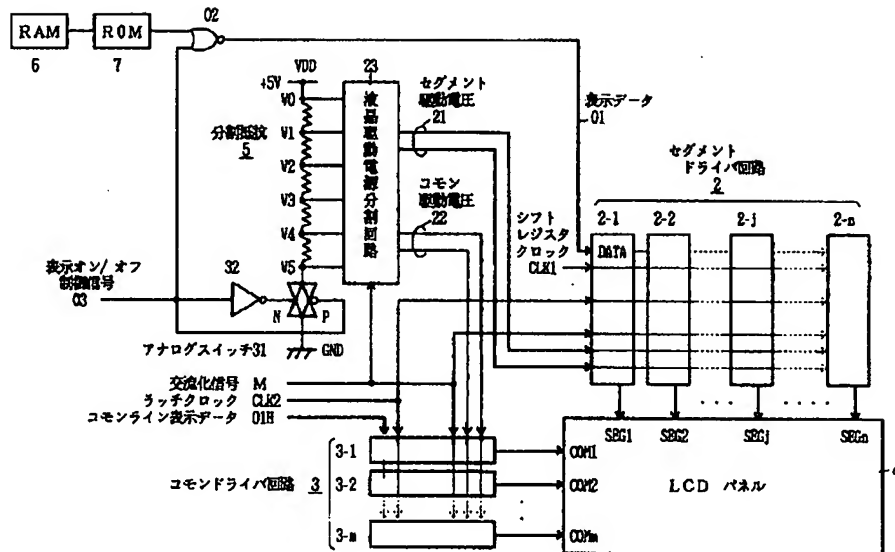 RAM
6
ROM
7
02
+5V
VDD
V0
V1
V2
V3
V4
V5
分割抵抗
5
23
液晶駆動電源分割回路
セグメント
駆動電圧
21
コモン
駆動電圧
22
表示データ
01
セグメント
ドライバ回路
2
2-1
2-2
2-j
2-n
DATA
シフト
レジスタ
クロック
CLK1
表示オン/オフ
制御信号
03
32
N
P
アナログスイッチ31
GND
交流化信号 M
ラッチクロック CLK2
コモンライン表示データ 01H
コモンドライバ回路 3
3-1
3-2
3-m
SEG1
SEG2
SEGj
SEGn
COM1
COM2
COMm
LCD パネル